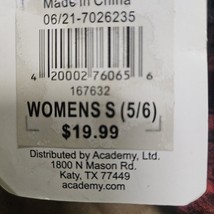 Made in China
06/21-7026235
4 20002 76065 6
167632
WOMENS S (5/6)
$19.99
Distributed by Academy, Ltd.
1800 N Mason Rd.
Katy, TX 77449
academy.com